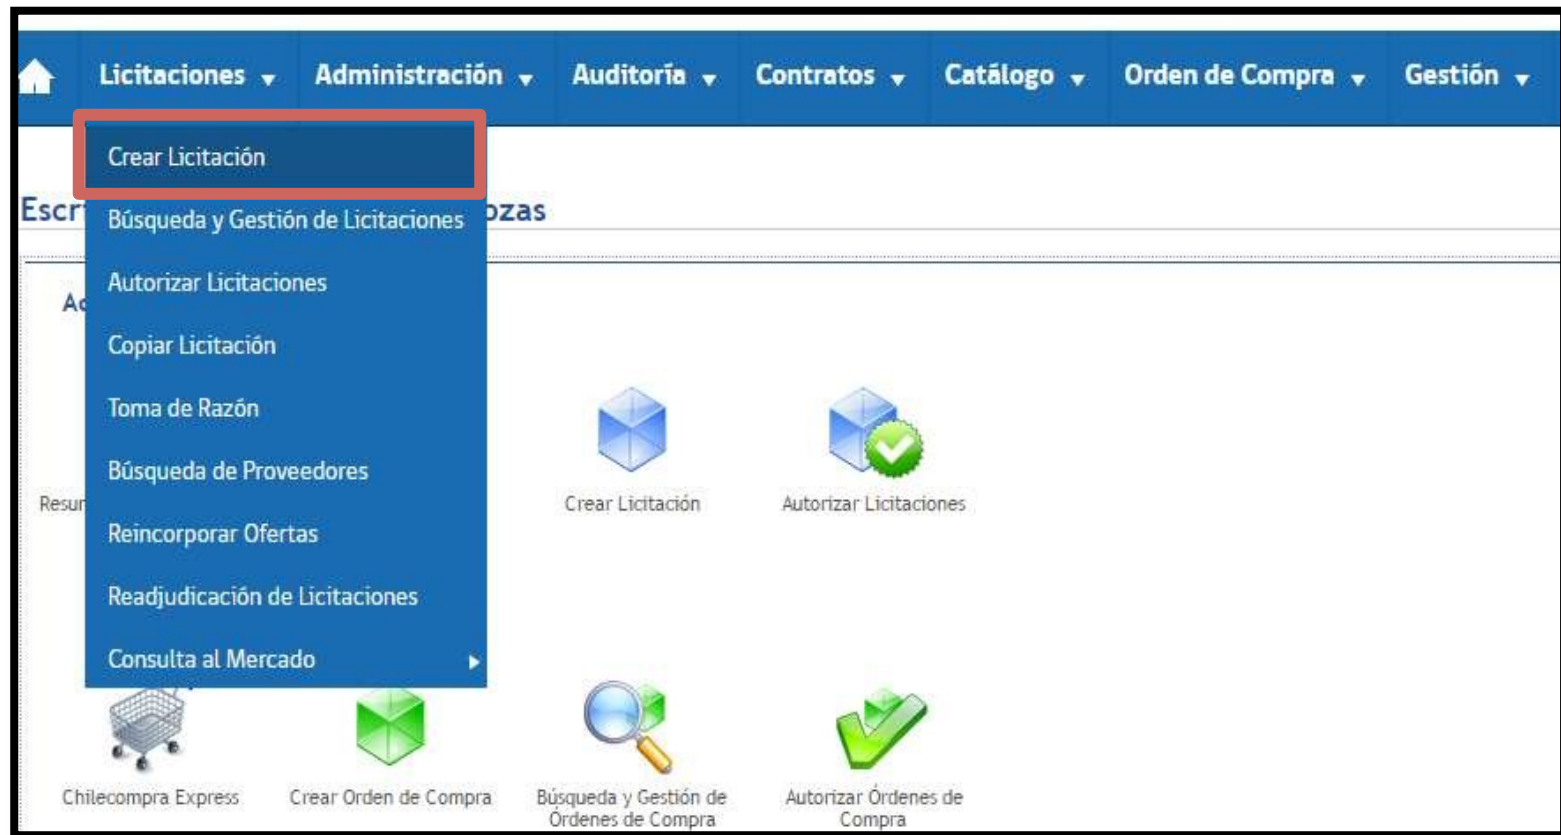 Licitaciones Administración Auditoría Contratos Catálogo Orden de Compra Gestión
Crear Licitación
Búsqueda y Gestión de Licitaciones
Autorizar Licitaciones
Copiar Licitación
Toma de Razón
Búsqueda de Proveedores
Reincorporar Ofertas
Readjudicación de Licitaciones
Consulta al Mercado
Crear Licitación
Autorizar Licitaciones
Chilecompra Express
Crear Orden de Compra
Búsqueda y Gestión de
Órdenes de Compra
Autorizar Órdenes de
Compra